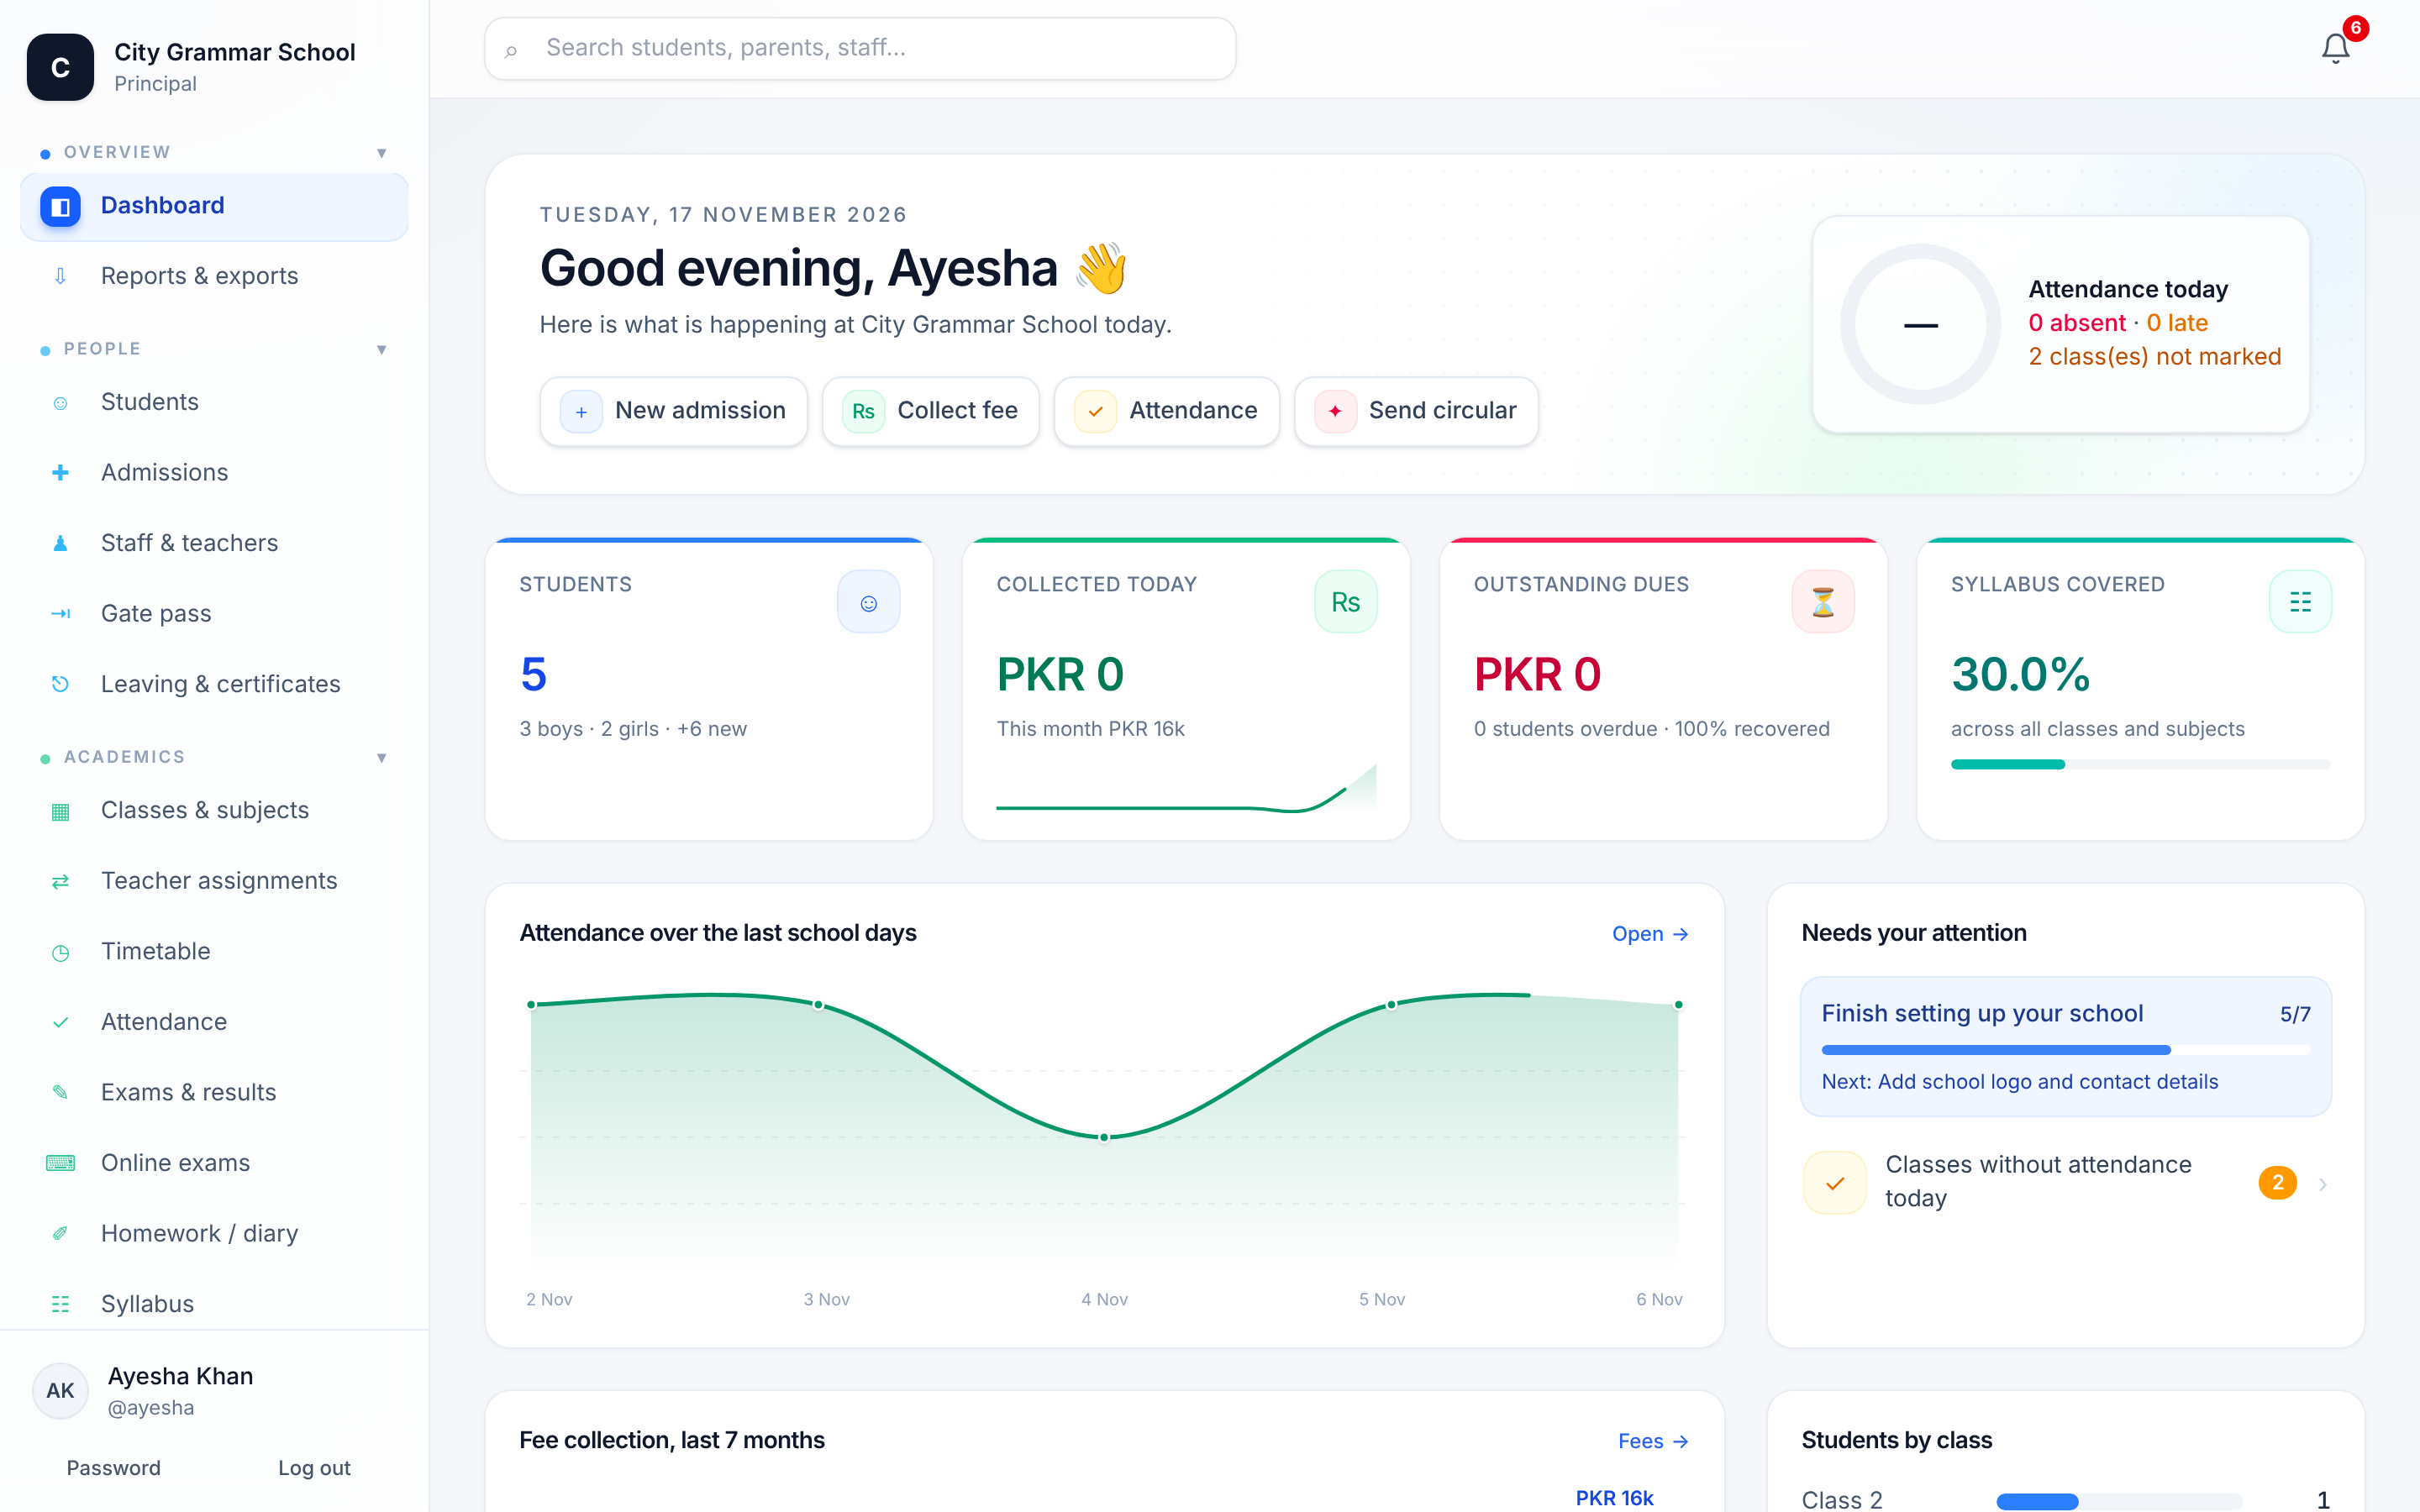 C
City Grammar School
Principal
OVERVIEW
Dashboard
Reports & exports
PEOPLE
Students
Admissions
Staff & teachers
Gate pass
Leaving & certificates
ACADEMICS
Classes & subjects
Teacher assignments
Timetable
Attendance
Exams & results
Online exams
Homework / diary
Syllabus
AK
Ayesha Khan
@ayesha
Password
Log out
Search students, parents, staff...
6
TUESDAY, 17 NOVEMBER 2026
Good evening, Ayesha 👋
Here is what is happening at City Grammar School today.
+ New admission
Rs Collect fee
✓ Attendance
✦ Send circular
—
Attendance today
0 absent · 0 late
2 class(es) not marked
STUDENTS
5
3 boys · 2 girls · +6 new
COLLECTED TODAY
Rs
PKR 0
This month PKR 16k
OUTSTANDING DUES
PKR 0
0 students overdue · 100% recovered
SYLLABUS COVERED
30.0%
across all classes and subjects
Attendance over the last school days
Open →
2 Nov
3 Nov
4 Nov
5 Nov
6 Nov
Needs your attention
Finish setting up your school
5/7
Next: Add school logo and contact details
Classes without attendance
today
2
Fee collection, last 7 months
Fees →
PKR 16k
Students by class
Class 2
1